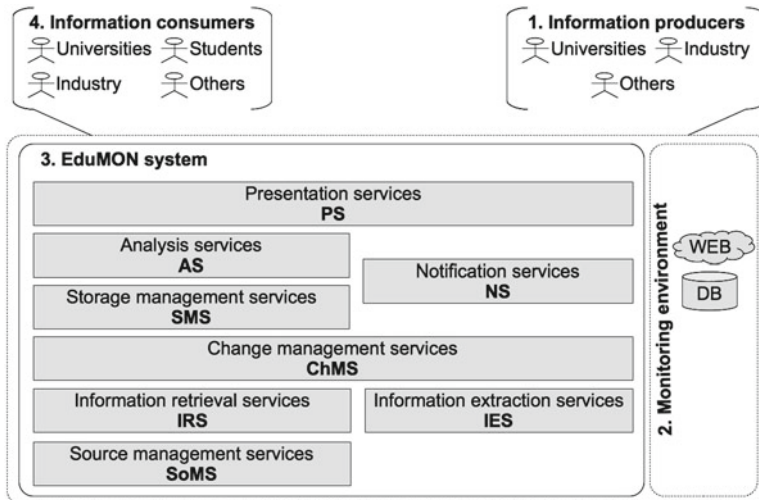 4. Information consumers
Universities Students
Industry Others
1. Information producers
Universities Industry
Others
3. EduMON system
Presentation services
PS
Analysis services
AS
Notification services
NS
Storage management services
SMS
Change management services
ChMS
Information retrieval services
IRS
Information extraction services
IES
Source management services
SoMS
2. Monitoring environment
WEB
DB